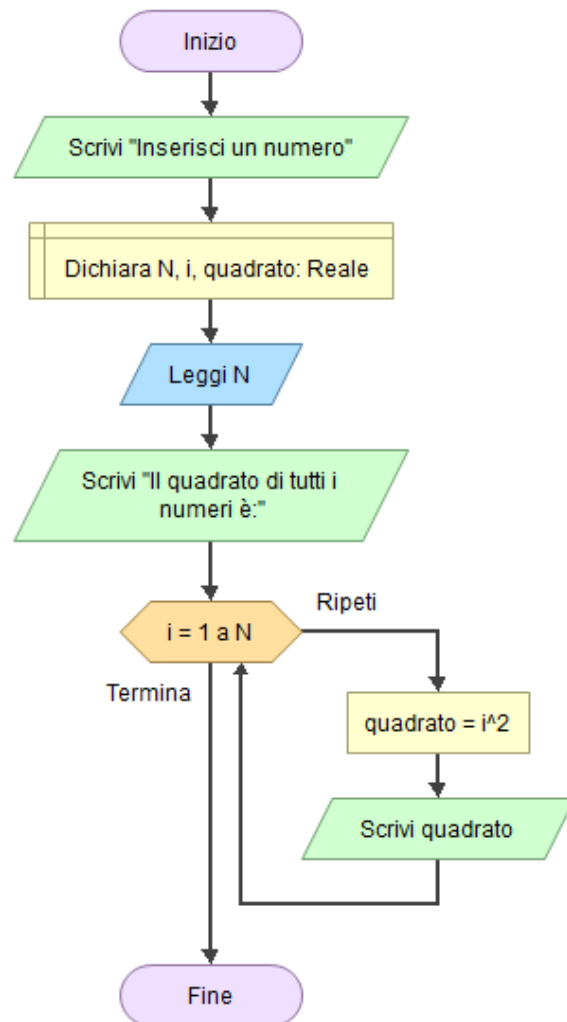 Inizio
Scrivi "Inserisci un numero"
Dichiara N, i, quadrato: Reale
Leggi N
Scrivi "Il quadrato di tutti i
numeri è:"
i = 1 a N
Ripeti
Termina
quadrato = i^2
Scrivi quadrato
Fine